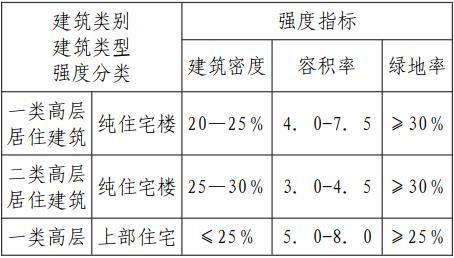 建筑类别 强度指标
建筑类型
强度分类 建筑密度 容积率 绿地率
一类高层居住建筑 纯住宅楼 20—25% 4. 0-7. 5 ≥30%
二类高层居住建筑 纯住宅楼 25—30% 3. 0-4. 5 ≥30%
一类高层 上部住宅 ≤25% 5. 0-8. 0 ≥25%